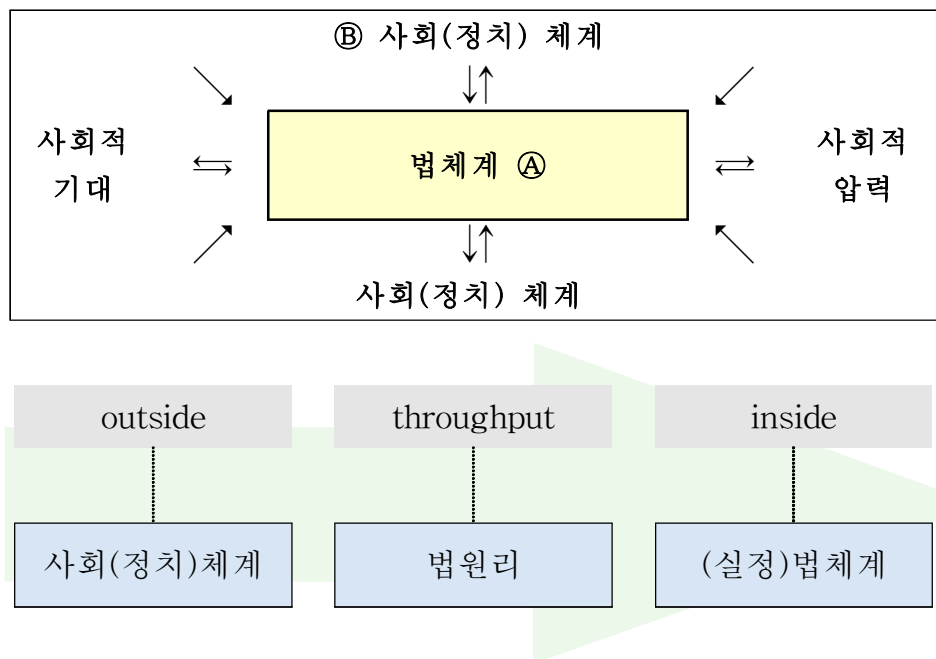 Ⓑ 사회(정치) 체계
사회적
기대
법체계 Ⓐ
사회적
압력
사회(정치) 체계
outside
throughput
inside
사회(정치)체계
법원리
(실정)법체계